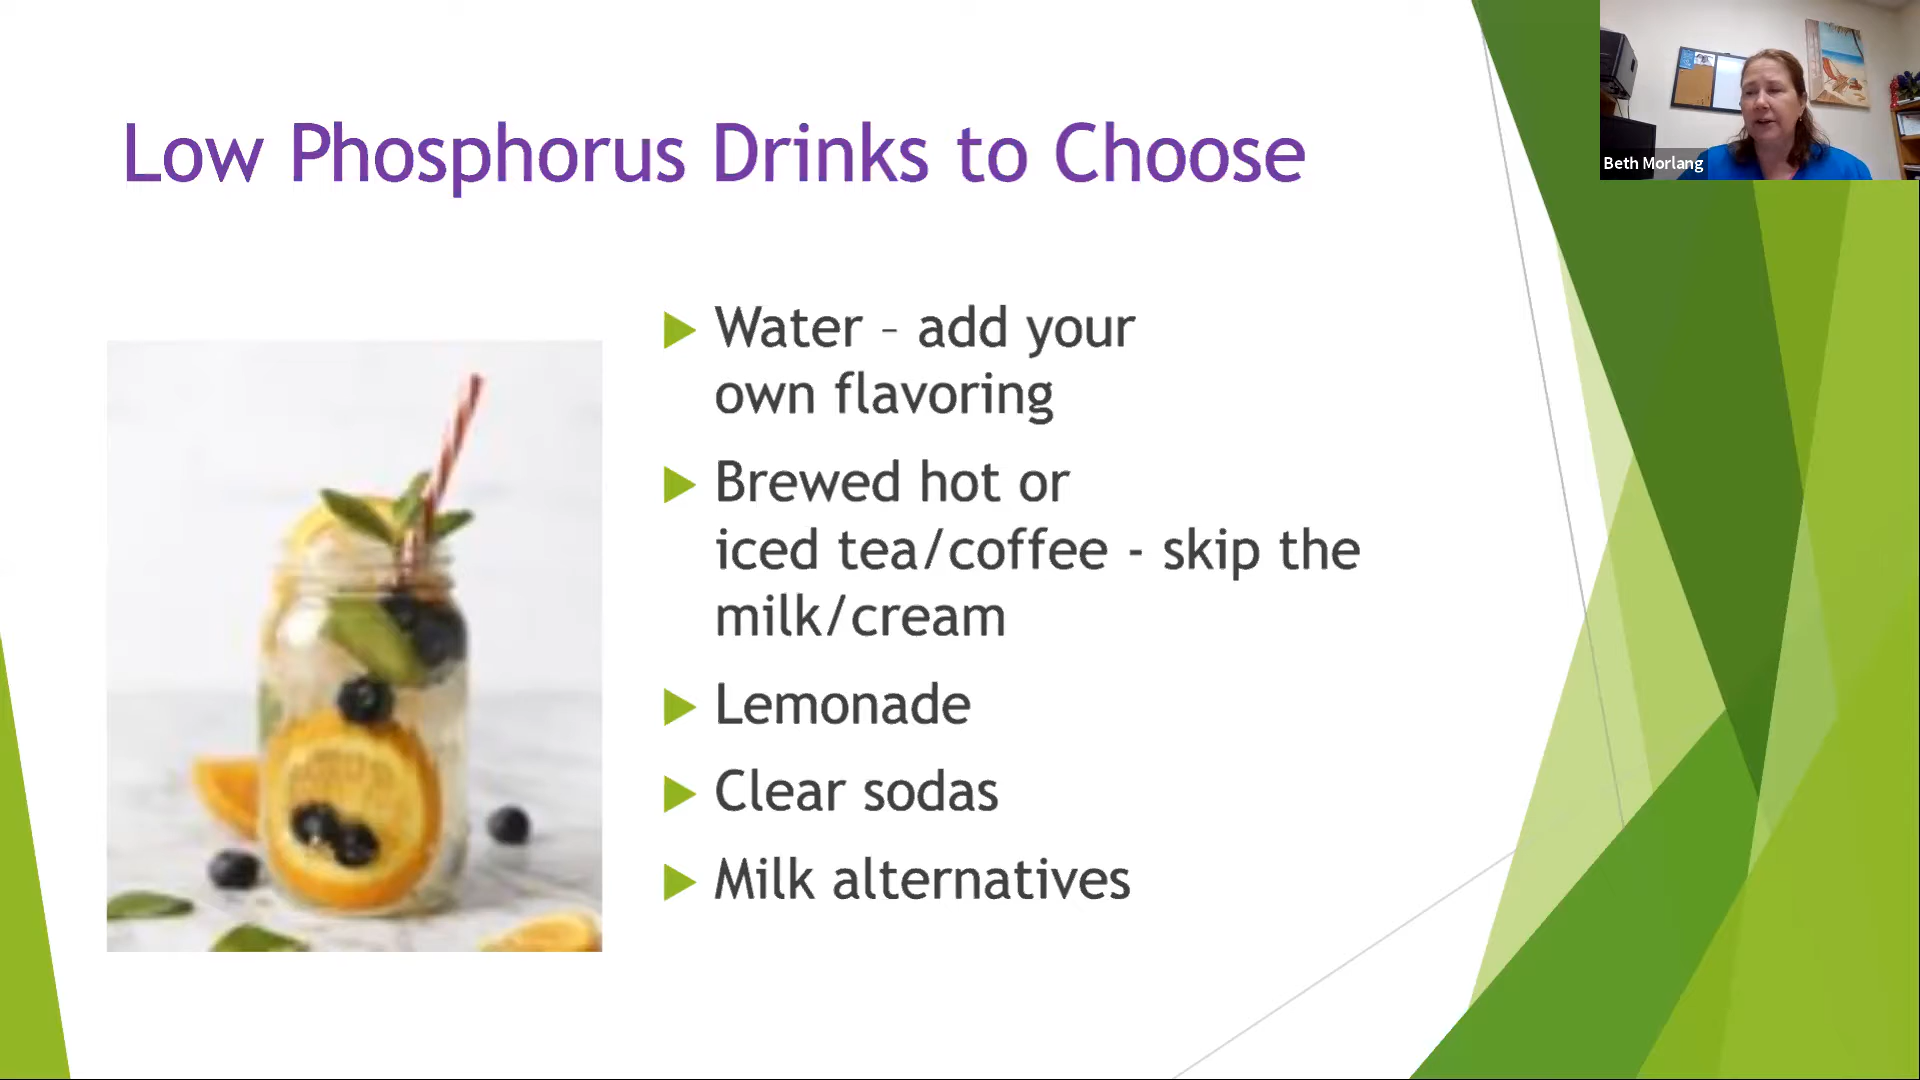 Low Phosphorus Drinks to Choose
Beth Morlang
Water – add your
own flavoring
Brewed hot or
iced tea/coffee - skip the
milk/cream
Lemonade
Clear sodas
Milk alternatives